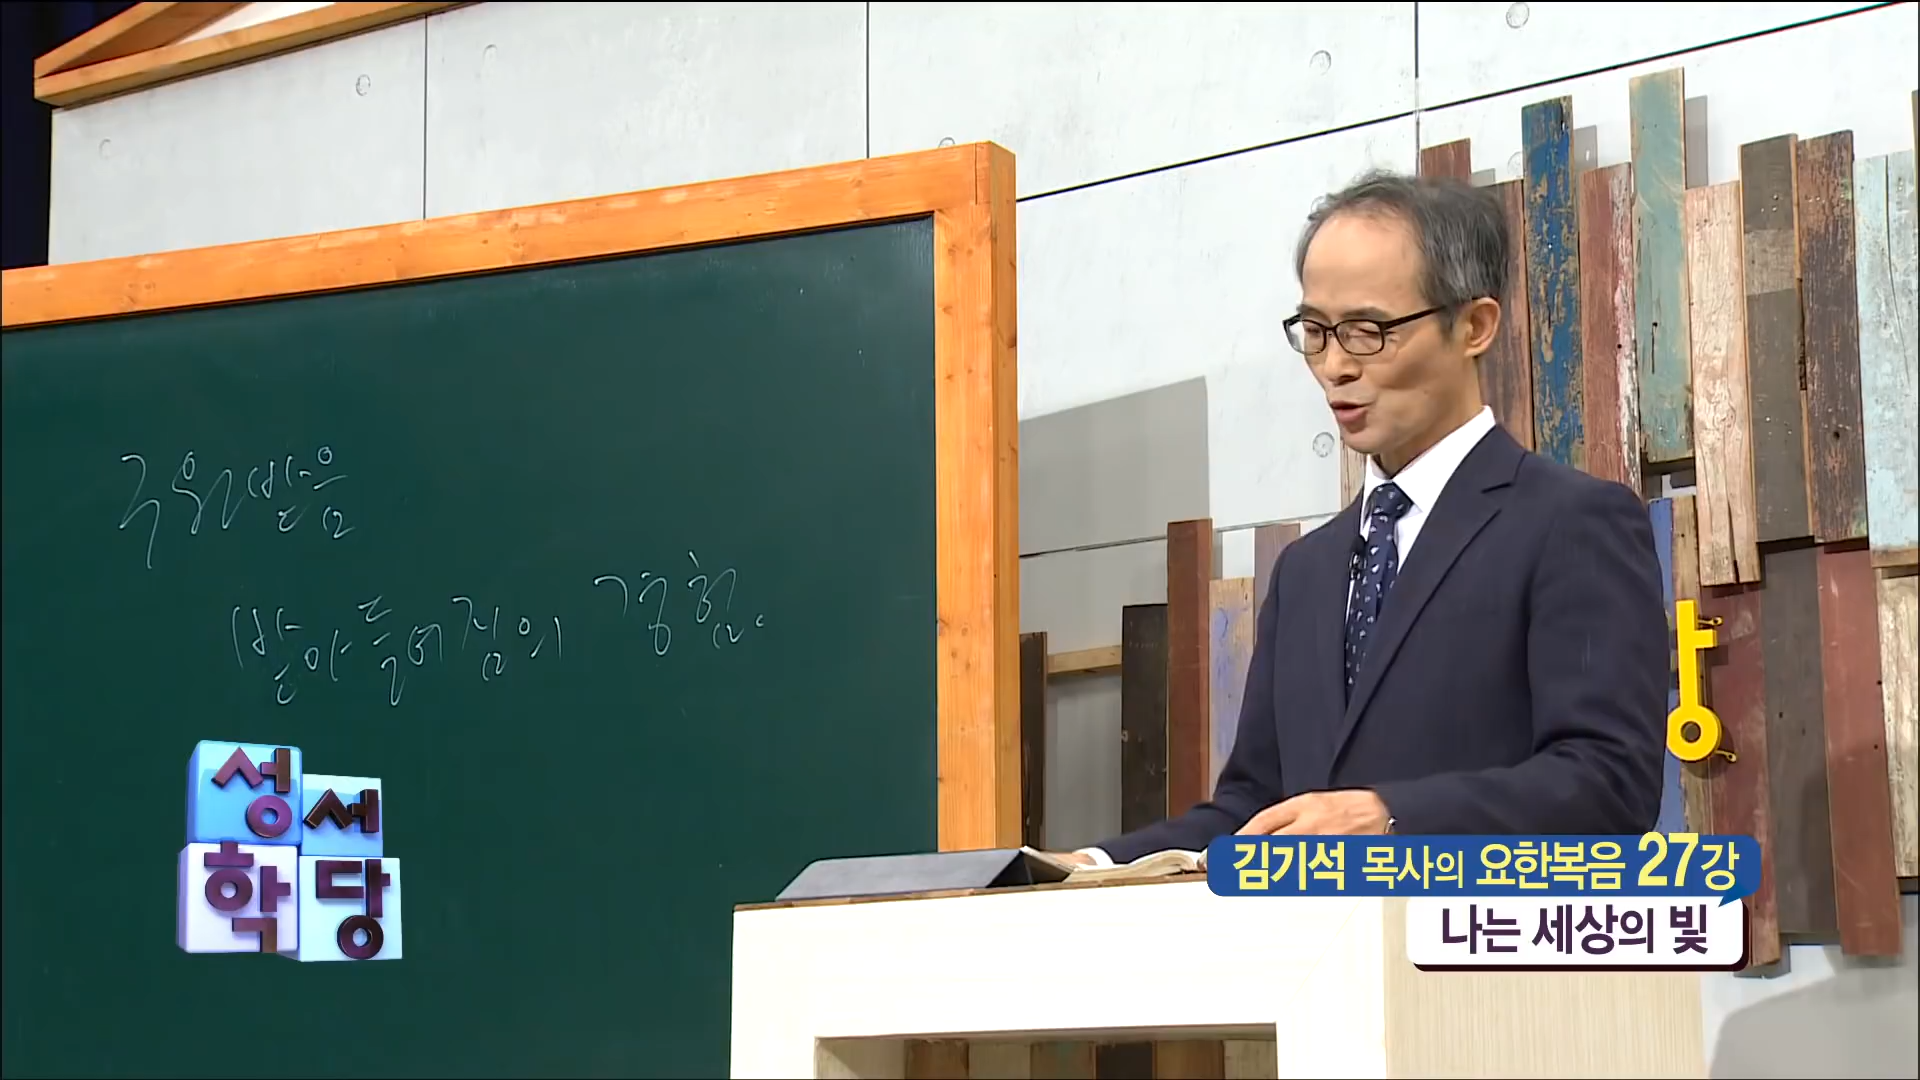 구원받음
받아들여짐의 경험.
성서
학당
김기석 목사의 요한복음 27강
나는 세상의 빛